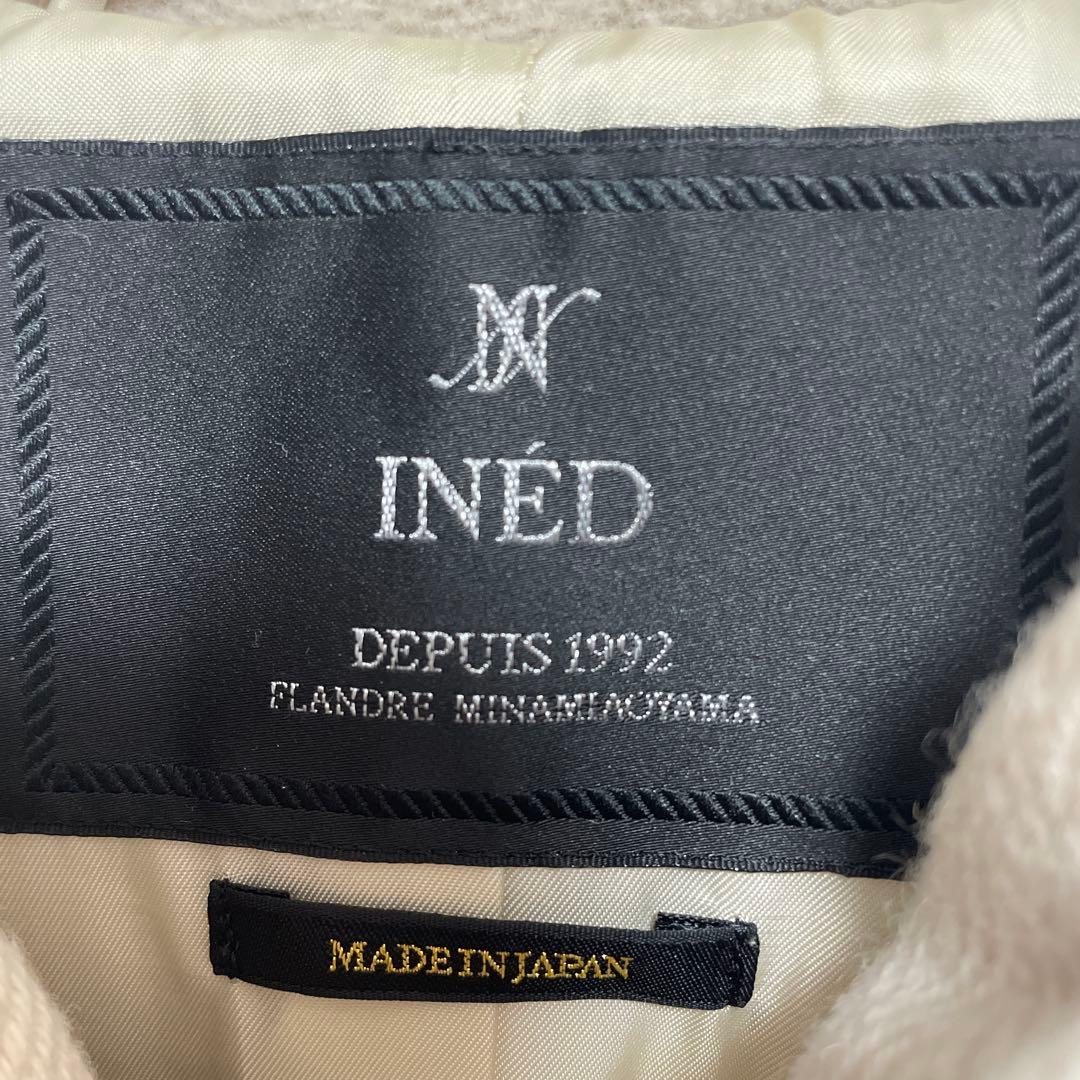 INÉD
DEPUIS 1992
FLANDRE MINAMIAOYAMA
MADE IN JAPAN